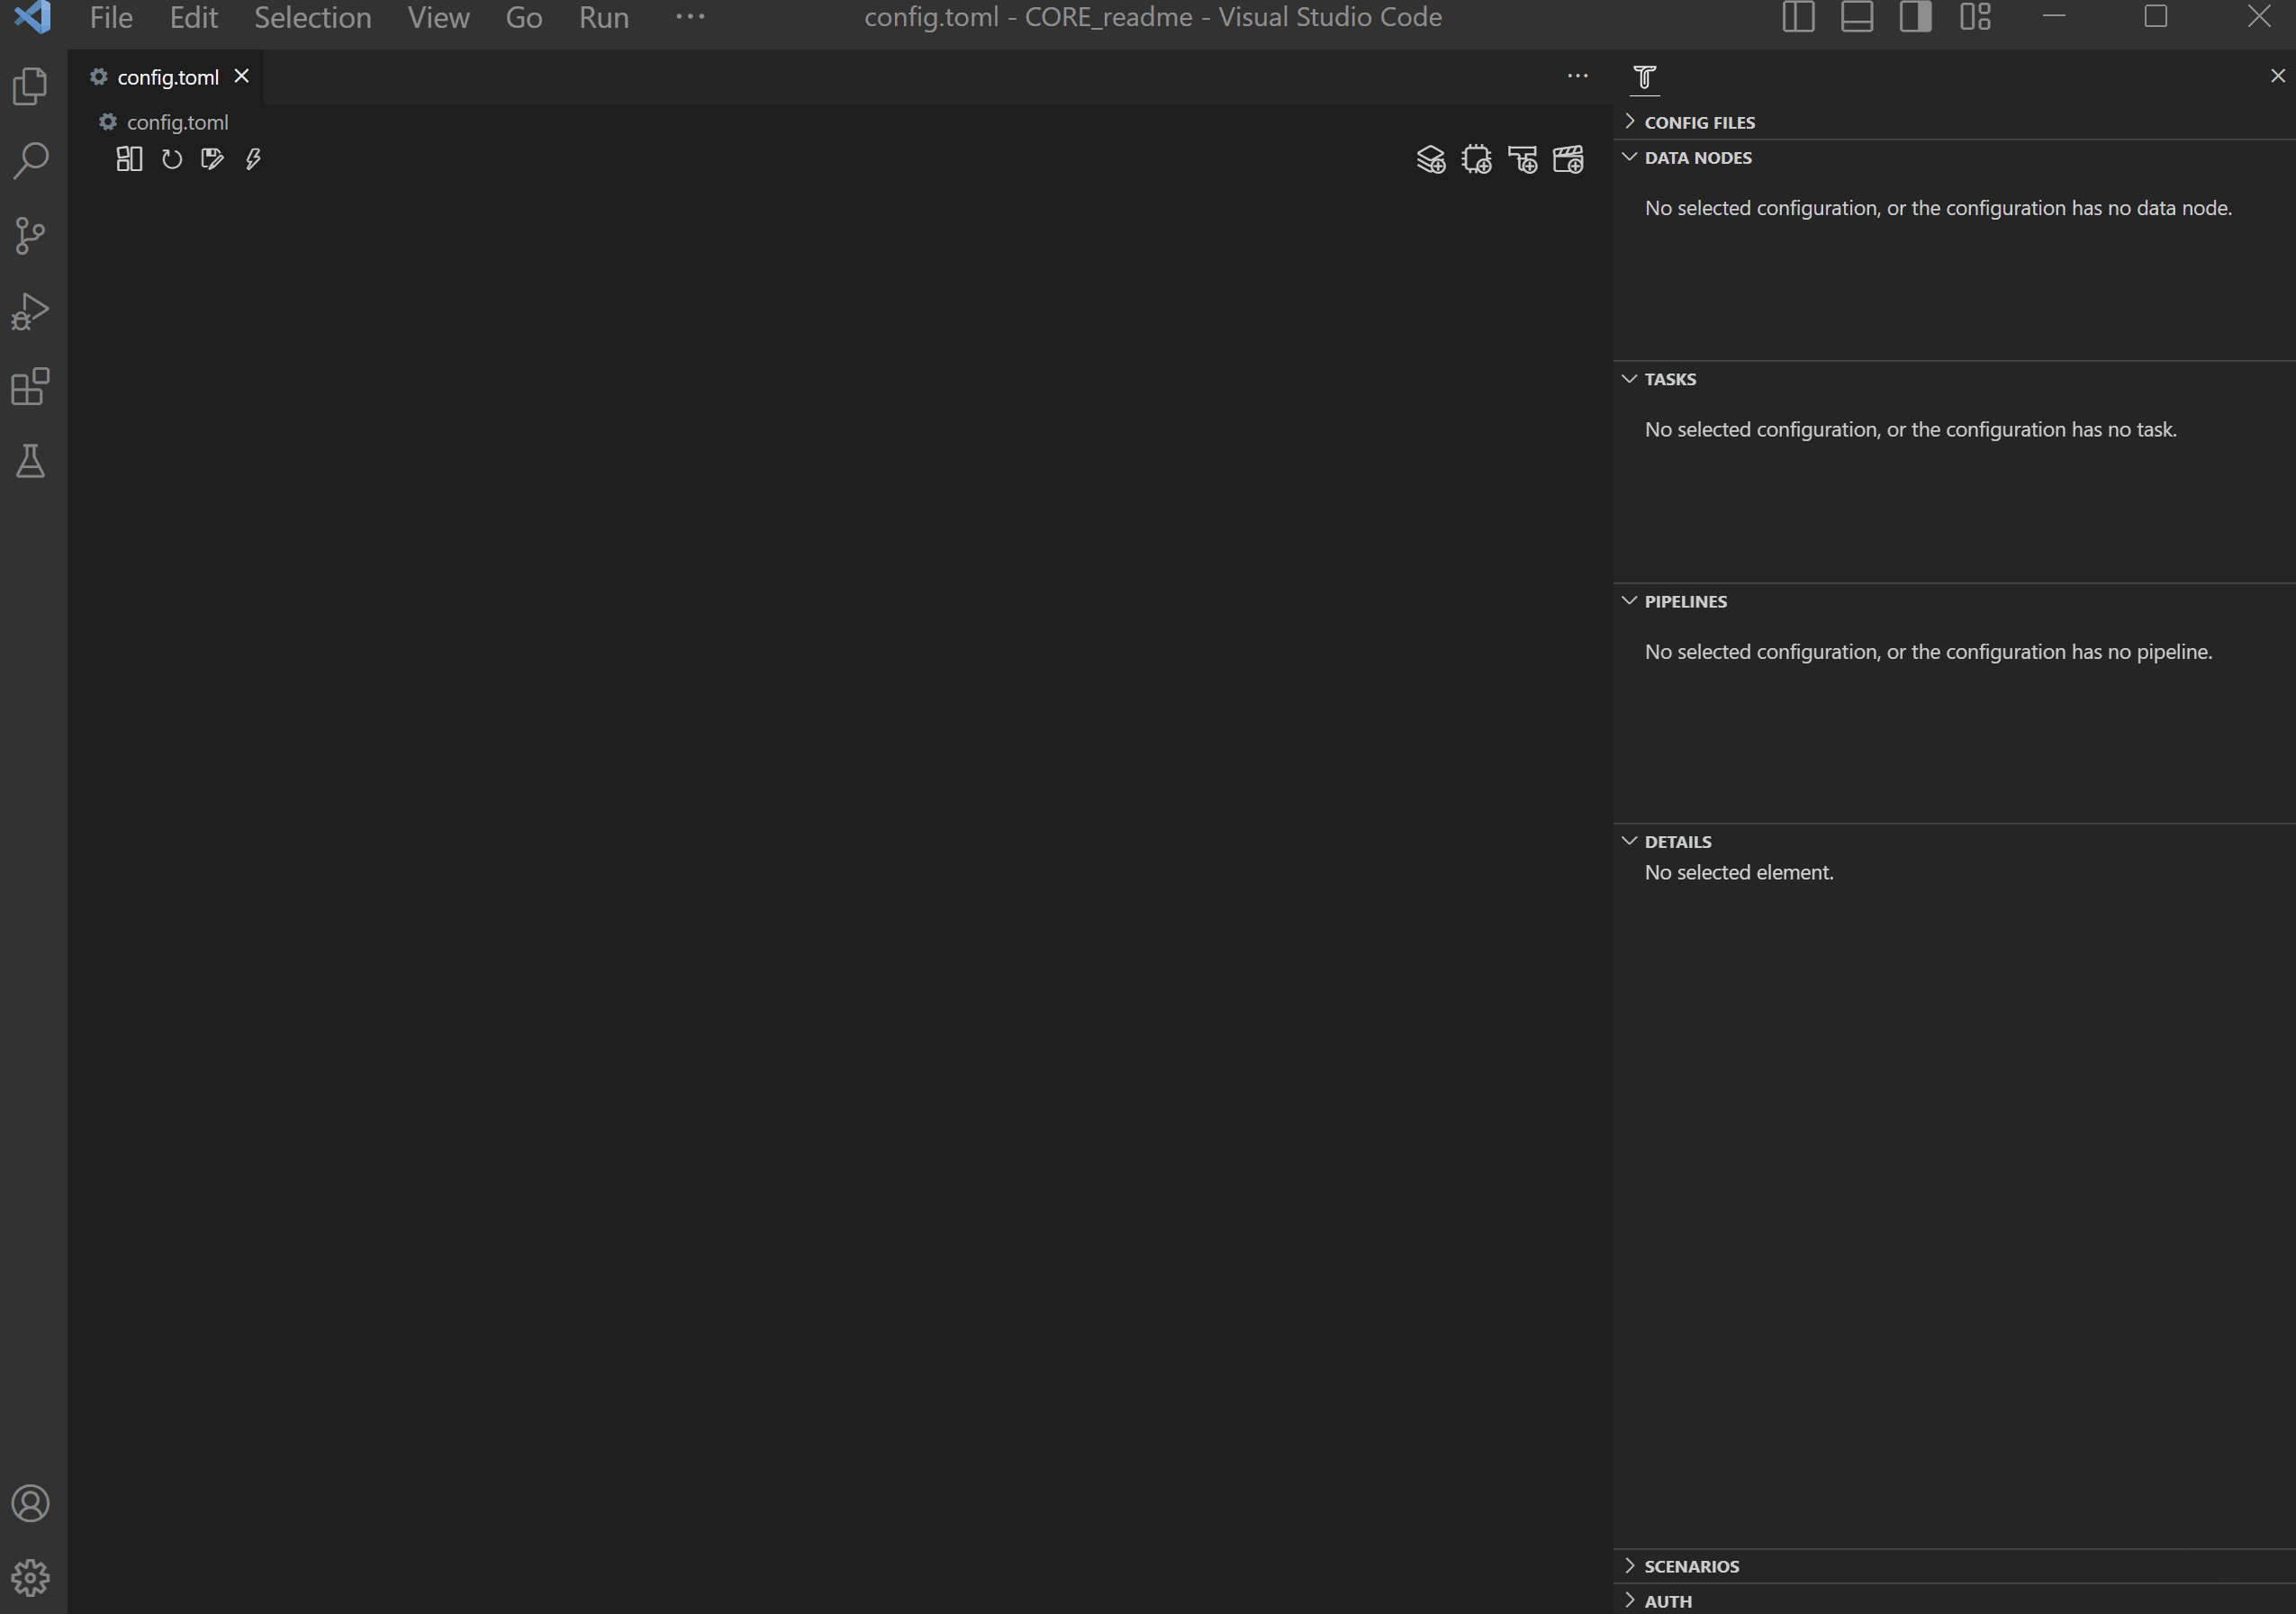 File Edit Selection View Go Run ···
config.toml - CORE_readme - Visual Studio Code
config.toml
config.toml
CONFIG FILES
DATA NODES
No selected configuration, or the configuration has no data node.
TASKS
No selected configuration, or the configuration has no task.
PIPELINES
No selected configuration, or the configuration has no pipeline.
DETAILS
No selected element.
SCENARIOS
AUTH